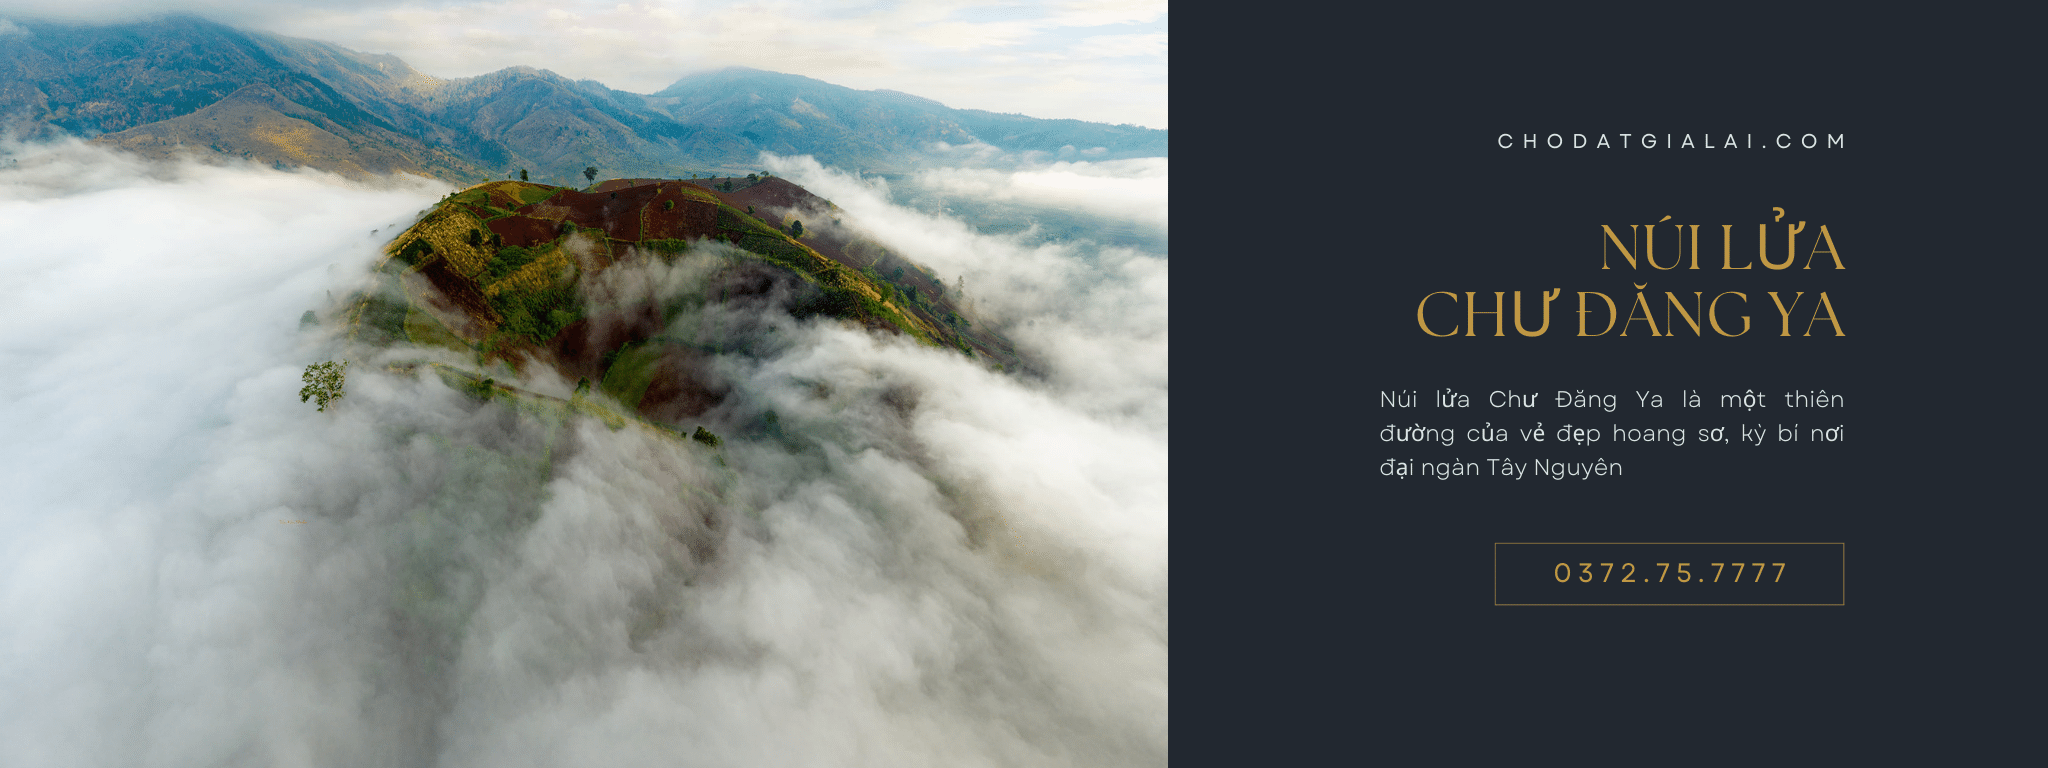 CHODATGIALAI.COM
NÚI LỬA
CHƯ ĐĂNG YA
Núi lửa Chư Đăng Ya là một thiên
đường của vẻ đẹp hoang sơ, kỳ bí nơi
đại ngàn Tây Nguyên
0372.75.7777